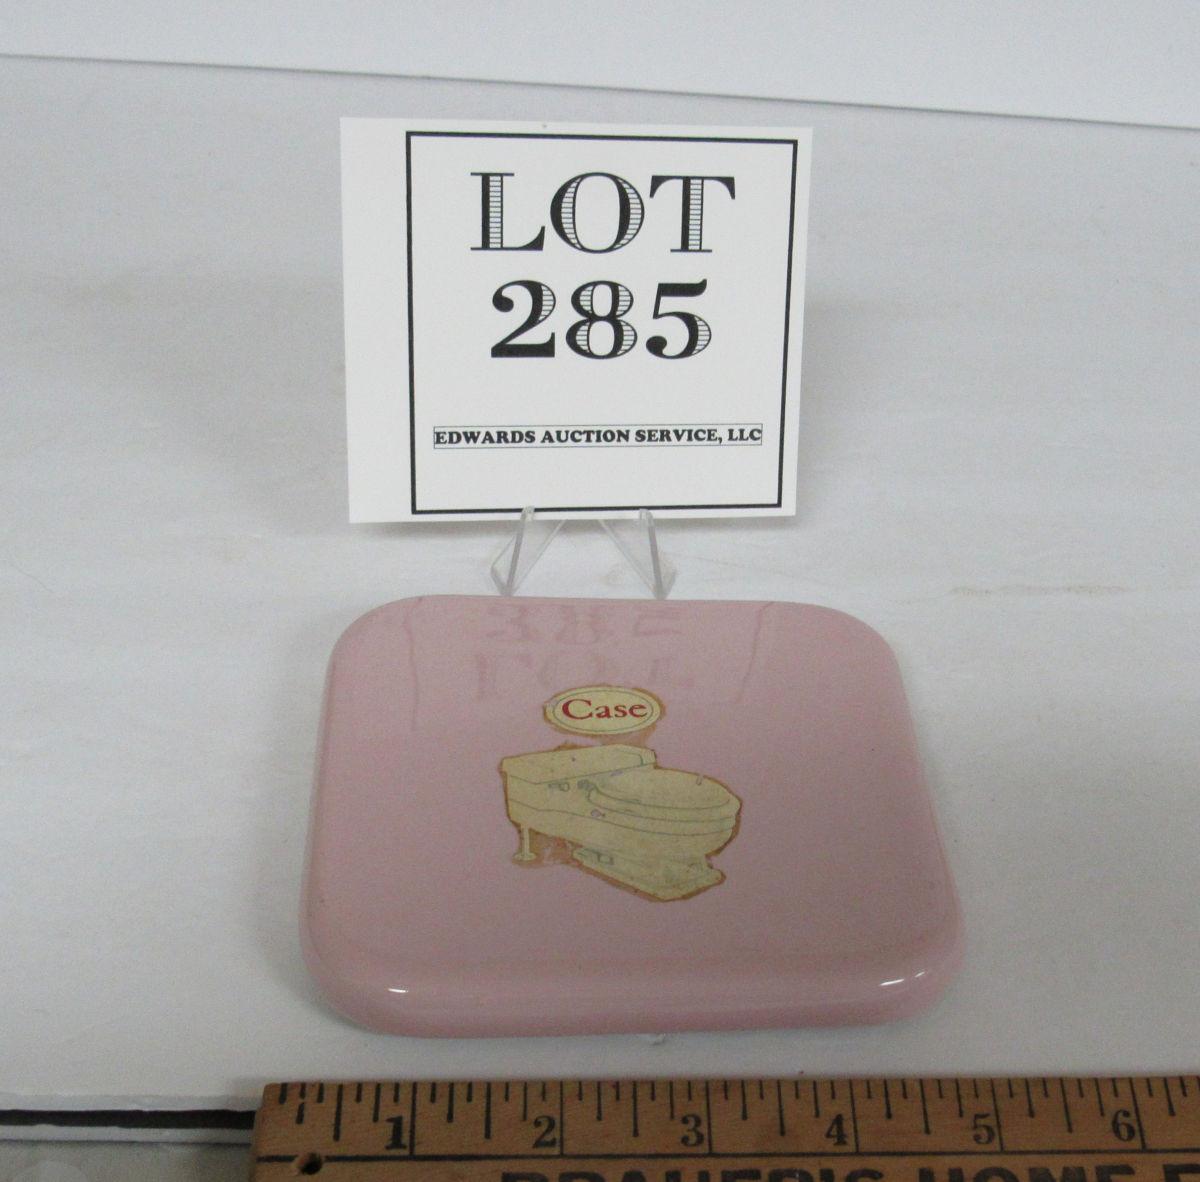 LOT
285
EDWARDS AUCTION SERVICE, LLC
Case
1 2 3 4 5 6